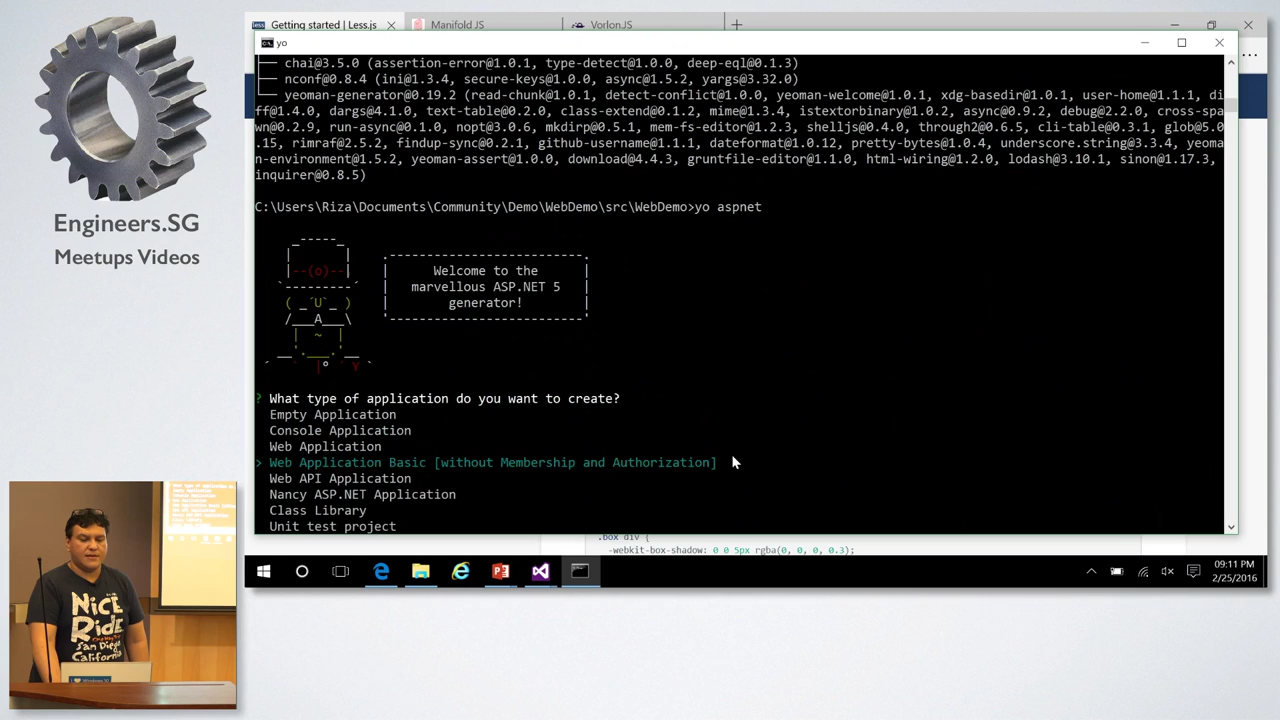 Engineers.SG
Meetups Videos
less Getting started | Less.js
Manifold JS
Vorlon.JS
yo
chai@3.5.0 (assertion-error@1.0.1, type-detect@1.0.0, deep-eql@0.1.3)
nconf@0.8.4 (ini@1.3.4, secure-keys@1.0.0, async@1.5.2, yargs@3.32.0)
yeoman-generator@0.19.2 (read-chunk@1.0.1, detect-conflict@1.0.0, yeoman-welcome@1.0.1, xdg-basedir@1.0.1, user-home@1.1.1, di
ff@1.4.0, dargs@4.1.0, text-table@0.2.0, class-extend@0.1.2, mime@1.3.4, istextorbinary@1.0.2, async@0.9.2, debug@2.2.0, cross-spa
wn@0.2.9, run-async@0.1.0, nopt@3.0.6, mkdirp@0.5.1, mem-fs-editor@1.2.3, shelljs@0.4.0, through2@0.6.5, cli-table@0.3.1, glob@5.0
.15, rimraf@2.5.2, findup-sync@0.2.1, github-username@1.1.1, dateformat@1.0.12, pretty-bytes@1.0.4, underscore.string@3.3.4, yeoma
n-environment@1.5.2, yeoman-assert@1.0.0, download@4.4.3, gruntfile-editor@1.1.0, html-wiring@1.2.0, lodash@3.10.1, sinon@1.17.3,
inquirer@0.8.5)
C:\Users\Riza\Documents\Community\Demo\WebDemo\src\WebDemo>yo aspnet
Welcome to the
marvellous ASP.NET 5
generator!
? What type of application do you want to create?
Empty Application
Console Application
Web Application
> Web Application Basic [without Membership and Authorization]
Web API Application
Nancy ASP.NET Application
Class Library
Unit test project
.box div {
-webkit-box-shadow: 0 0 5px rgba(0, 0, 0, 0.3);
09:11 PM
2/25/2016
NiCE
RiDE
San Diego
California